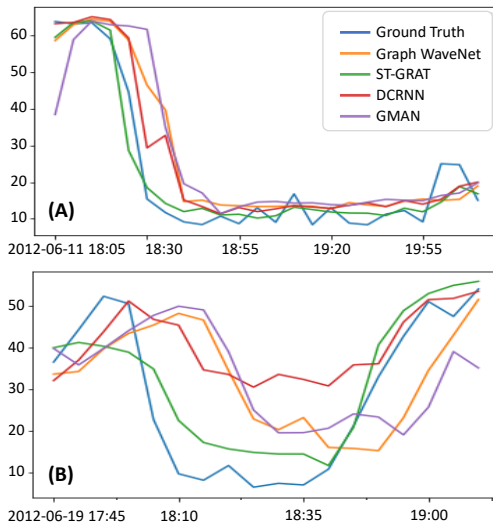 60
50
40
30
20
10
Ground Truth
Graph WaveNet
ST-GRAT
DCRNN
GMAN
(A)
2012-06-11 18:05
18:30
18:55
19:20
19:55
50
40
30
20
10
(B)
2012-06-19 17:45
18:10
18:35
19:00